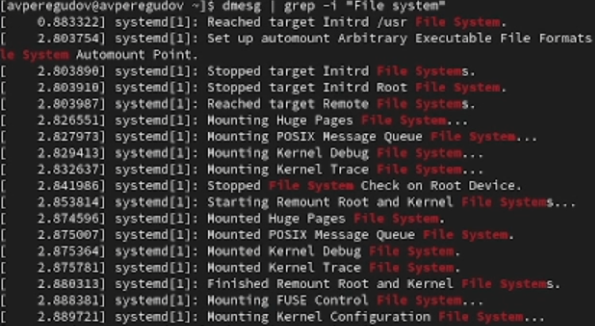 [avperegudov@avperegudov ~]$ dmesg | grep -i "File system"
[    0.883322] systemd[1]: Reached target Initrd /usr File System.
[    2.803754] systemd[1]: Set up automount Arbitrary Executable File Formats
le System Automount Point.
[    2.803890] systemd[1]: Stopped target Initrd File Systems.
[    2.803910] systemd[1]: Stopped target Initrd Root File System.
[    2.803987] systemd[1]: Reached target Remote File Systems.
[    2.826551] systemd[1]: Mounting Huge Pages File System...
[    2.827973] systemd[1]: Mounting POSIX Message Queue File System...
[    2.829413] systemd[1]: Mounting Kernel Debug File System...
[    2.832637] systemd[1]: Mounting Kernel Trace File System...
[    2.841986] systemd[1]: Stopped File System Check on Root Device.
[    2.853814] systemd[1]: Starting Remount Root and Kernel File Systems...
[    2.874596] systemd[1]: Mounted Huge Pages File System.
[    2.875007] systemd[1]: Mounted POSIX Message Queue File System.
[    2.875364] systemd[1]: Mounted Kernel Debug File System.
[    2.875781] systemd[1]: Mounted Kernel Trace File System.
[    2.880313] systemd[1]: Finished Remount Root and Kernel File Systems.
[    2.888381] systemd[1]: Mounting FUSE Control File System...
[    2.889721] systemd[1]: Mounting Kernel Configuration File System...